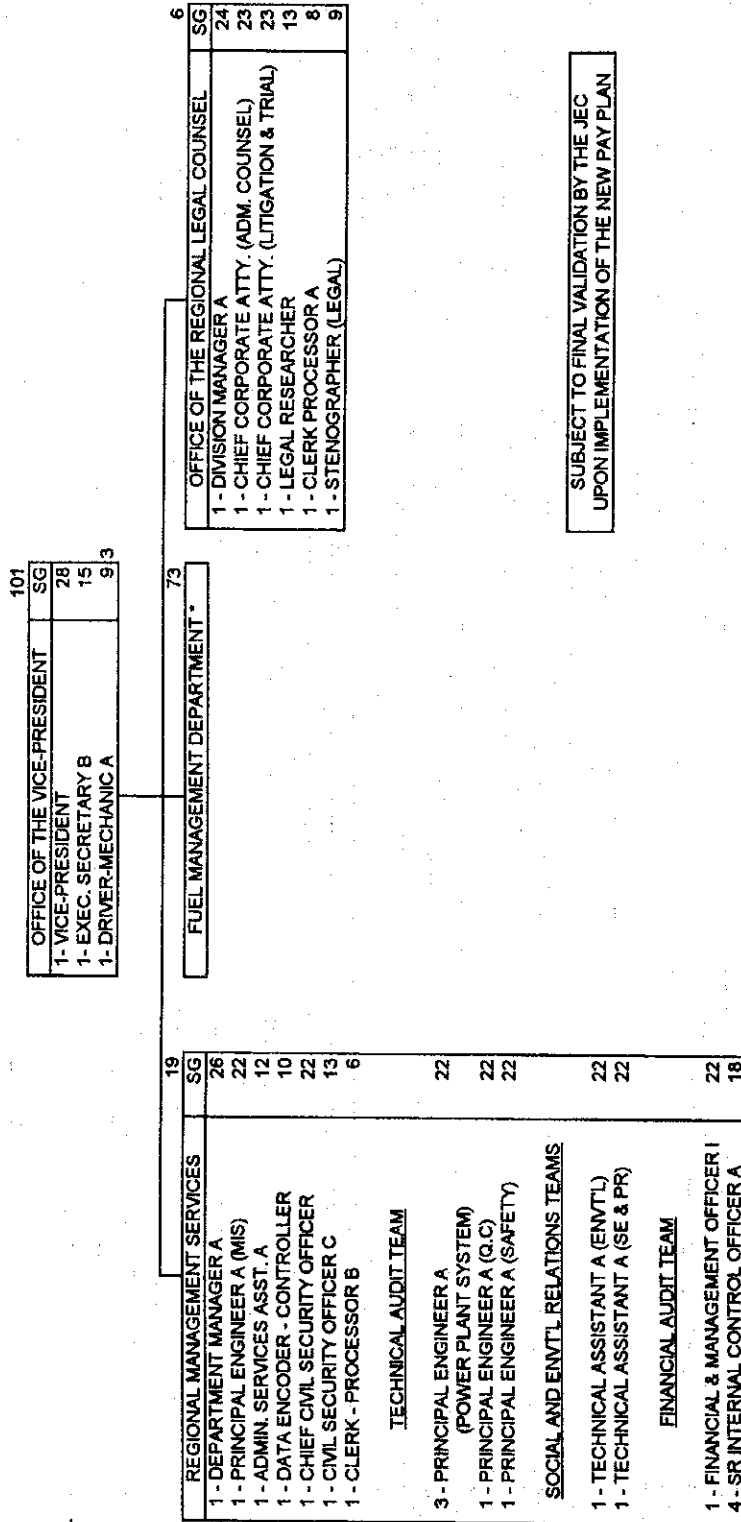 101
OFFICE OF THE VICE-PRESIDENT SG
1- VICE-PRESIDENT 28
1- EXEC. SECRETARY B 15
1- DRIVER-MECHANIC A 9 3
19
REGIONAL MANAGEMENT SERVICES SG
1 - DEPARTMENT MANAGER A 26
1 - PRINCIPAL ENGINEER A (MIS) 22
1 - ADMIN. SERVICES ASST. A 12
1 - DATA ENCODER - CONTROLLER 10
1 - CHIEF CIVIL SECURITY OFFICER 22
1 - CIVIL SECURITY OFFICER C 13
1 - CLERK - PROCESSOR B 6
TECHNICAL AUDIT TEAM
3 - PRINCIPAL ENGINEER A 22
(POWER PLANT SYSTEM)
1 - PRINCIPAL ENGINEER A (Q.C) 22
1 - PRINCIPAL ENGINEER A (SAFETY) 22
SOCIAL AND ENVT'L RELATIONS TEAMS
1 - TECHNICAL ASSISTANT A (ENVT'L) 22
1 - TECHNICAL ASSISTANT A (SE & PR) 22
FINANCIAL AUDIT TEAM
1 - FINANCIAL & MANAGEMENT OFFICER I 22
4 - SR INTERNAL CONTROL OFFICER A 18
73
FUEL MANAGEMENT DEPARTMENT *
6
OFFICE OF THE REGIONAL LEGAL COUNSEL SG
1 - DIVISION MANAGER A 24
1 - CHIEF CORPORATE ATTY. (ADM. COUNSEL) 23
1 - CHIEF CORPORATE ATTY. (LITIGATION & TRIAL) 23
1 - LEGAL RESEARCHER 13
1 - CLERK PROCESSOR A 8
1 - STENOGRAPHER (LEGAL) 9
SUBJECT TO FINAL VALIDATION BY THE JEC
UPON IMPLEMENTATION OF THE NEW PAY PLAN